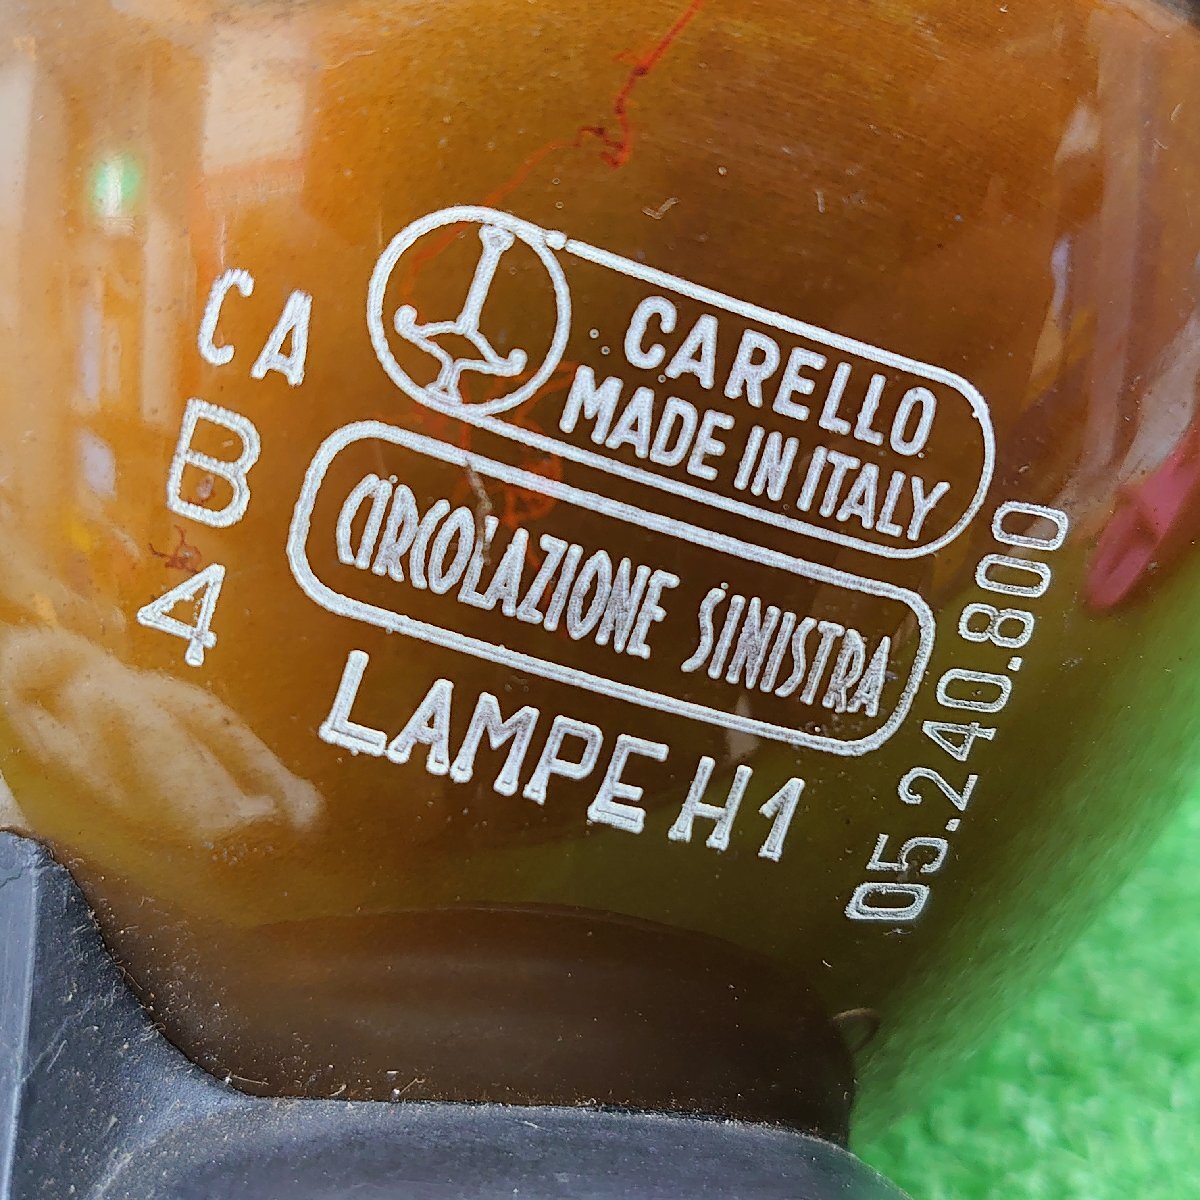 CARELLO
MADE IN ITALY
CIRCOLAZIONE SINISTRA
LAMPE H1
CA
B
4
05.240.800